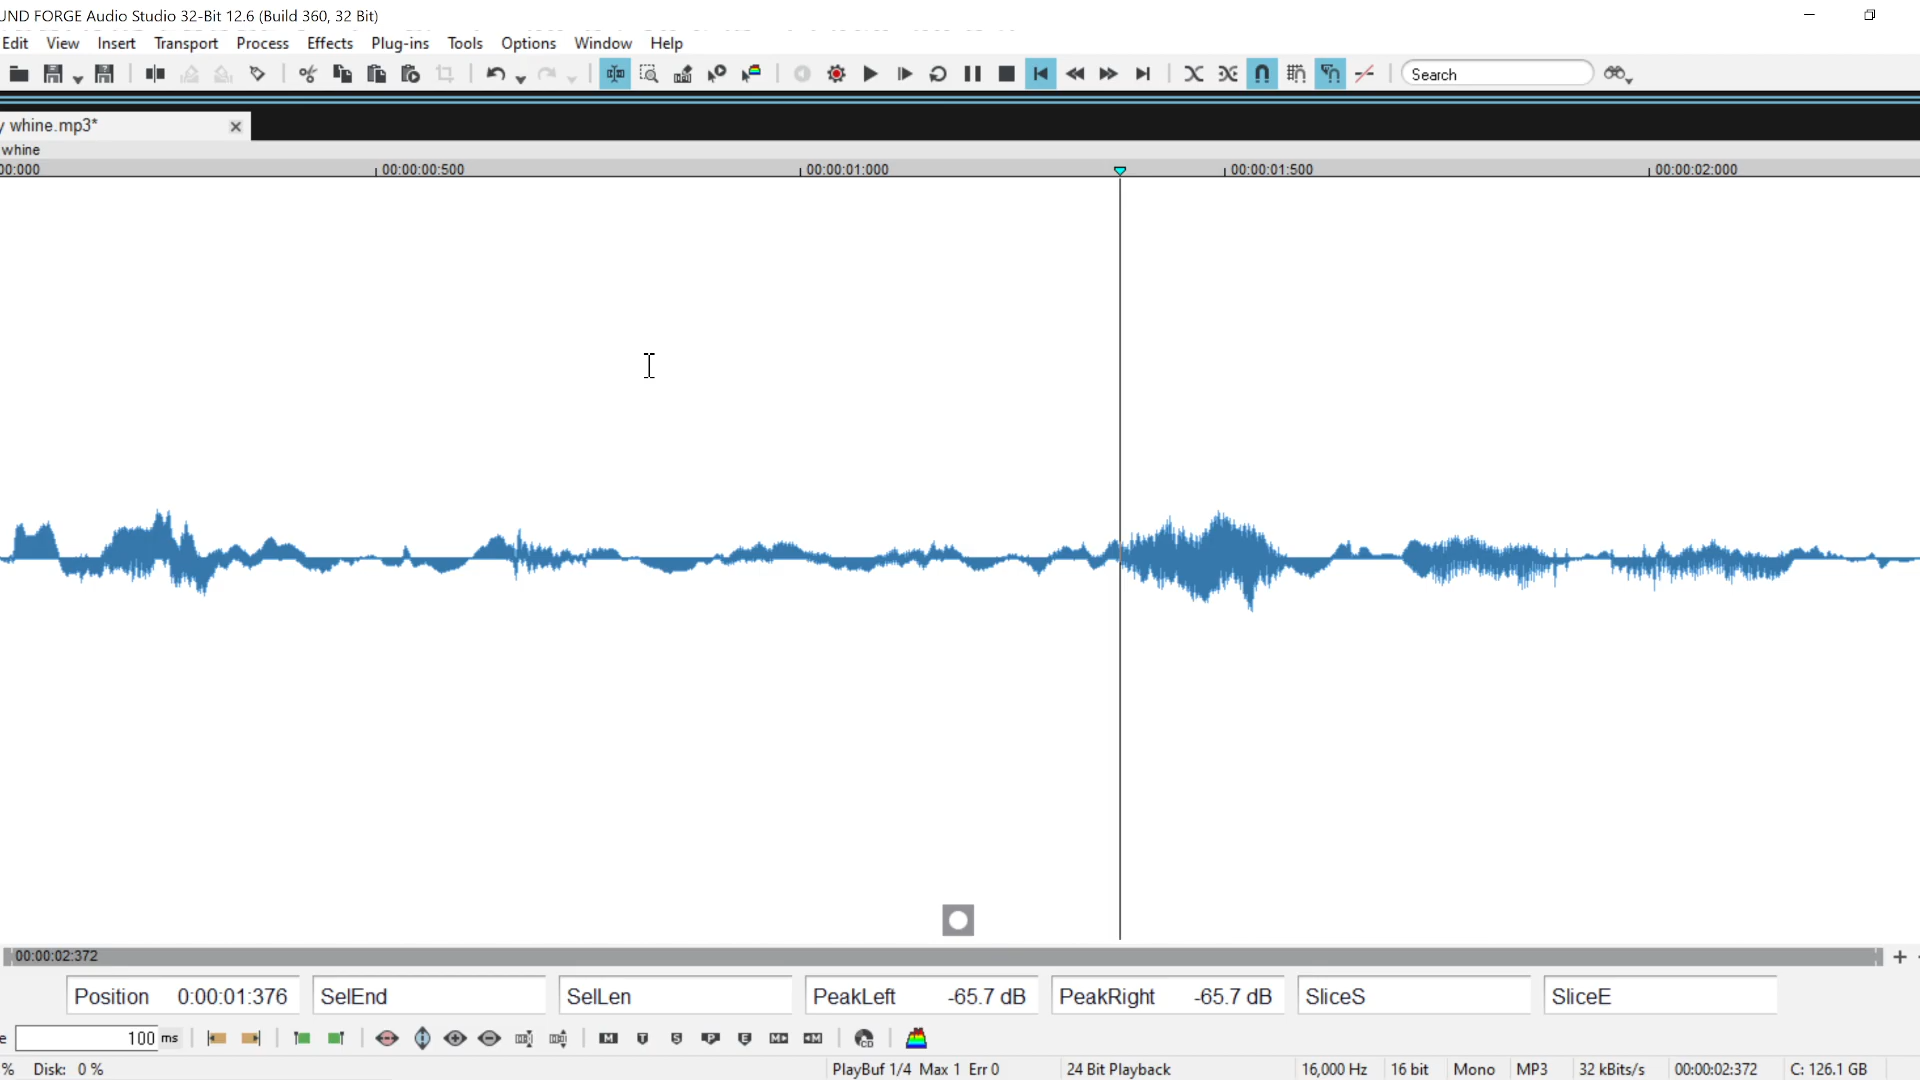 UND FORGE Audio Studio 32-Bit 12.6 (Build 360, 32 Bit)
Edit View Insert Transport Process Effects Plug-ins Tools Options Window Help
Search
y whine.mp3*
whine
00:000 00:00:00:500 00:00:01:000 00:00:01:500 00:00:02:000
00:00:02:372
Position 0:00:01:376 SelEnd SelLen PeakLeft -65.7 dB PeakRight -65.7 dB SliceS SliceE
e 100 ms M T S P E M M CD
% Disk: 0 % PlayBuf 1/4 Max 1 Err 0 24 Bit Playback 16,000 Hz 16 bit Mono MP3 32 kBits/s 00:00:02:372 C: 126.1 GB